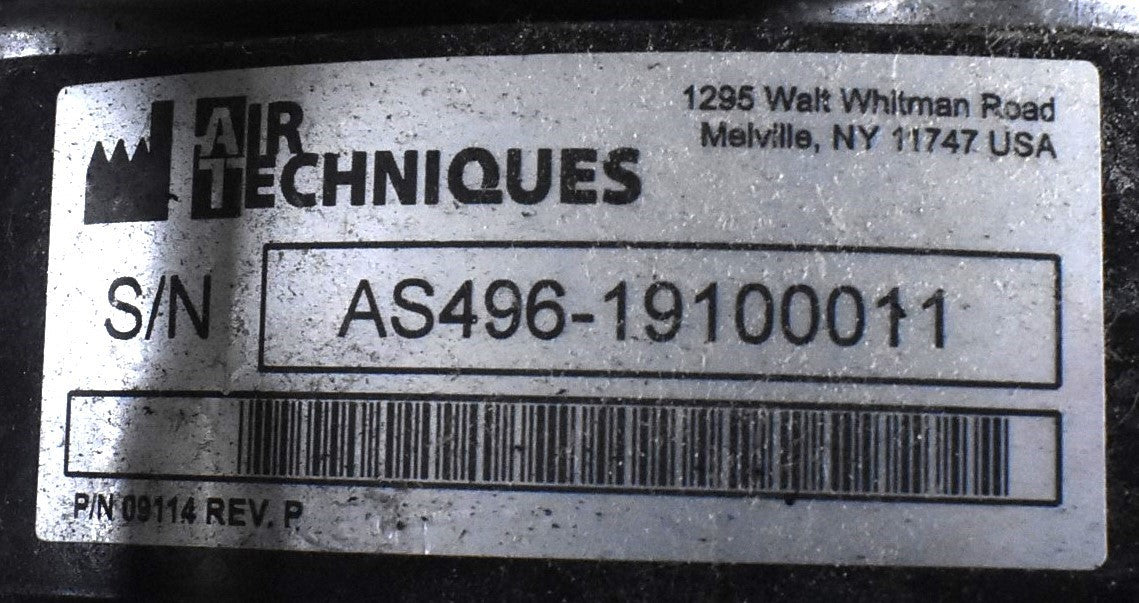 AIR
TECHNIQUES
1295 Walt Whitman Road
Melville, NY 11747 USA
S/N AS496-19100011
P/N 09114 REV. P